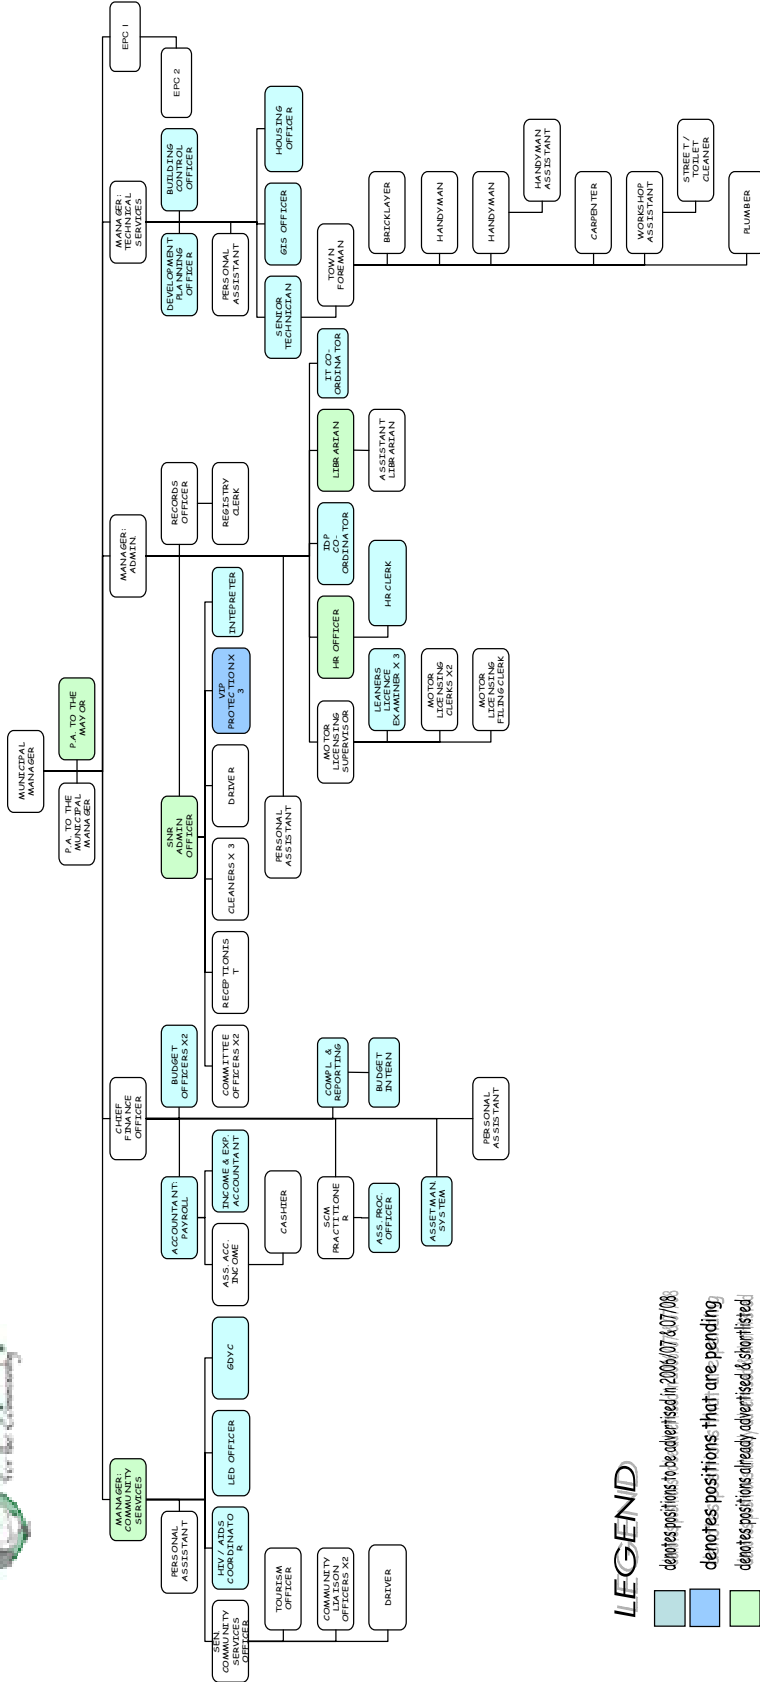 MUNICIPAL
MANAGER
P.A. TO THE
MUNICIPAL
MANAGER
P.A. TO THE
MAYOR
MANAGER:
COMMUNITY
SERVICES
PERSONAL
ASSISTANT
SEN.
COMMUNITY
SERVICES
OFFICER
HIV / AIDS
COORDINATO
R
LED OFFICER
GDYC
TOURISM
OFFICER
COMMUNITY
LIAISON
OFFICERS X2
DRIVER
CHIEF
FINANCE
OFFICER
ACCOUNTANT:
PAYROLL
BUDGET
OFFICERS X2
ASS. ACC.
INCOME
INCOME & EXP.
ACCOUNTANT
CASHIER
SCM
PRACTITIONE
R
COMPL &
REPORTING
ASS. PROC.
OFFICER
BUDGET
INTERN
ASSET MAN.
SYSTEM
PERSONAL
ASSISTANT
MANAGER:
ADMIN.
SNR
ADMIN
OFFICER
RECORDS
OFFICER
REGISTRY
CLERK
COMMITTEE
OFFICERS X2
RECEPTIONIS
T
CLEANERS X 3
DRIVER
VIP
PROTECTIONX
3
INTEPRETER
PERSONAL
ASSISTANT
MOTOR
LICENSING
SUPERVISOR
HR OFFICER
IDP
CO-
ORDINATOR
LIBRARIAN
IT CO-
ORDINATOR
LEANERS
LICENCE
EXAMINER X 3
HR CLERK
ASSISTANT
LIBRARIAN
MOTOR
LICENSING
CLERKS X2
MOTOR
LICENSING
FILING CLERK
MANAGER:
TECHNICAL
SERVICES
DEVELOPMENT
PLANNING
OFFICER
BUILDING
CONTROL
OFFICER
PERSONAL
ASSISTANT
SENIOR
TECHNICIAN
GIS OFFICER
HOUSING
OFFICER
TOWN
FOREMAN
BRICKLAYER
HANDYMAN
HANDYMAN
HANDYMAN
ASSISTANT
CARPENTER
WORKSHOP
ASSISTANT
STREET/
TOILET
CLEANER
PLUMBER
EPC 1
EPC 2
LEGEND
denotes positions to be advertised in 2006/07 & 07/08
denotes positions that are pending
denotes positions already advertised & shortlisted